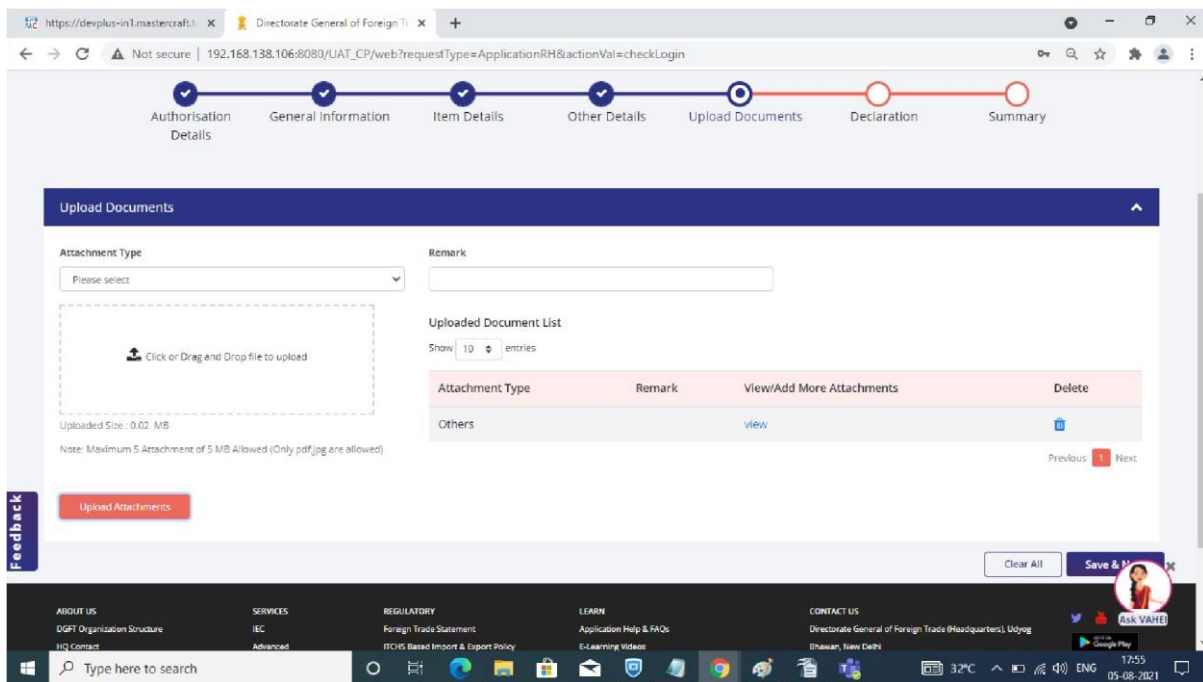 https://devplus-in1.mastercraft.t
Directorate General of Foreign Tr
Not secure | 192.168.138.106:8080/UAT_CP/web?requestType=ApplicationRH&actionVal=checkLogin
Authorisation Details
General Information
Item Details
Other Details
Upload Documents
Declaration
Summary
Upload Documents
Attachment Type
Remark
Please select
Click or Drag and Drop file to upload
Uploaded Document List
Show 10 entries
Attachment Type Remark View/Add More Attachments Delete
Others view
Uploaded Size : 0.02 MB
Note: Maximum 5 Attachment of 5 MB Allowed (Only pdf,jpg are allowed)
Previous 1 Next
Upload Attachments
Feedback
Clear All
Save & N
Ask VAHEI
ABOUT US
DGFT Organization Structure
HQ Contact
SERVICES
IEC
Advanced
REGULATORY
Foreign Trade Statement
ITCHS Based Import & Export Policy
LEARN
Application Help & FAQs
E-Learning Videos
CONTACT US
Directorate General of Foreign Trade (Headquarters), Udyog
Bhawan, New Delhi
Google Play
Type here to search
32°C
ENG
17:55
05-08-2021